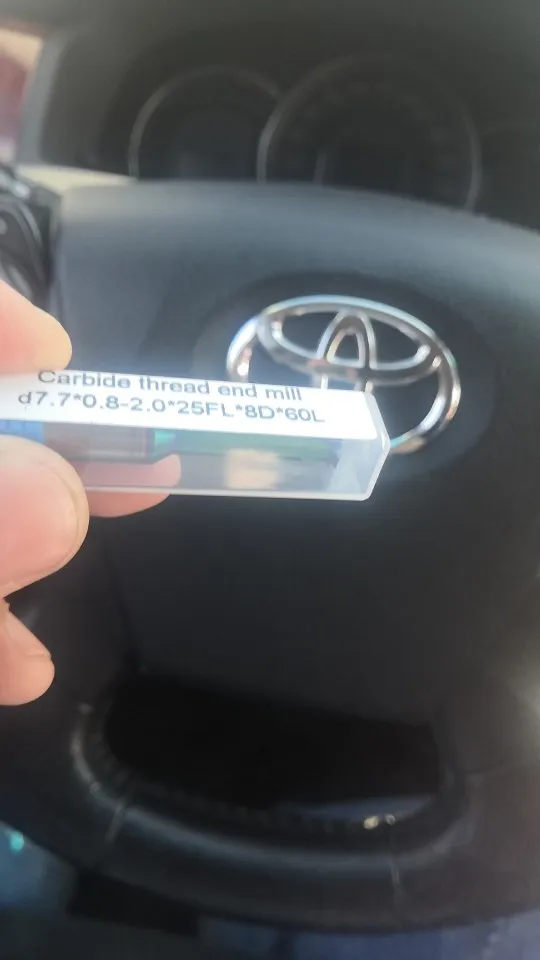 Carbide thread end mill
d7.7*0.8-2.0*25FL*8D*60L